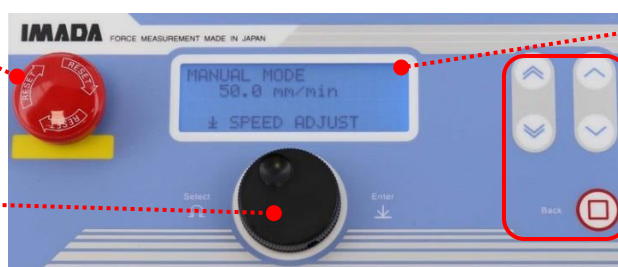 IMADA FORCE MEASUREMENT MADE IN JAPAN
RESET RESET RESET
MANUAL MODE
50.0 mm/min
SPEED ADJUST
Select
Enter
Back